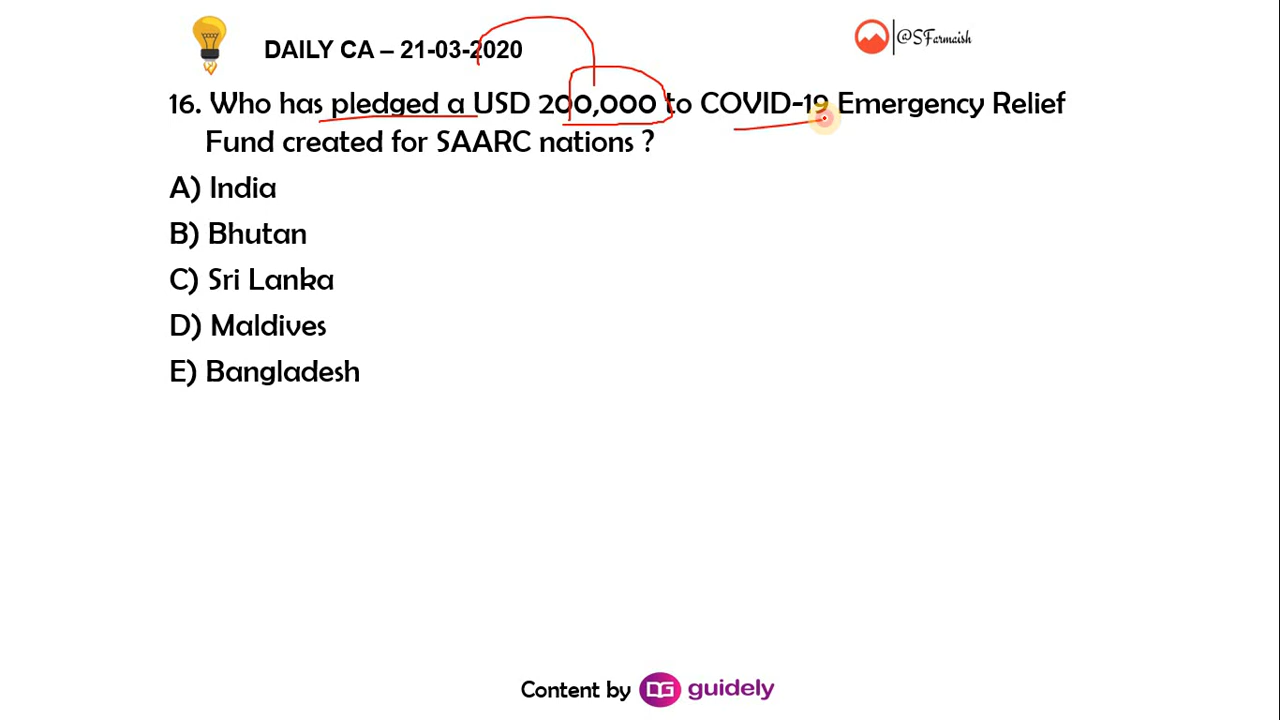 DAILY CA – 21-03-2020
@SFarmaish
16. Who has pledged a USD 200,000 to COVID-19 Emergency Relief
Fund created for SAARC nations ?
A) India
B) Bhutan
C) Sri Lanka
D) Maldives
E) Bangladesh
Content by DG guidely